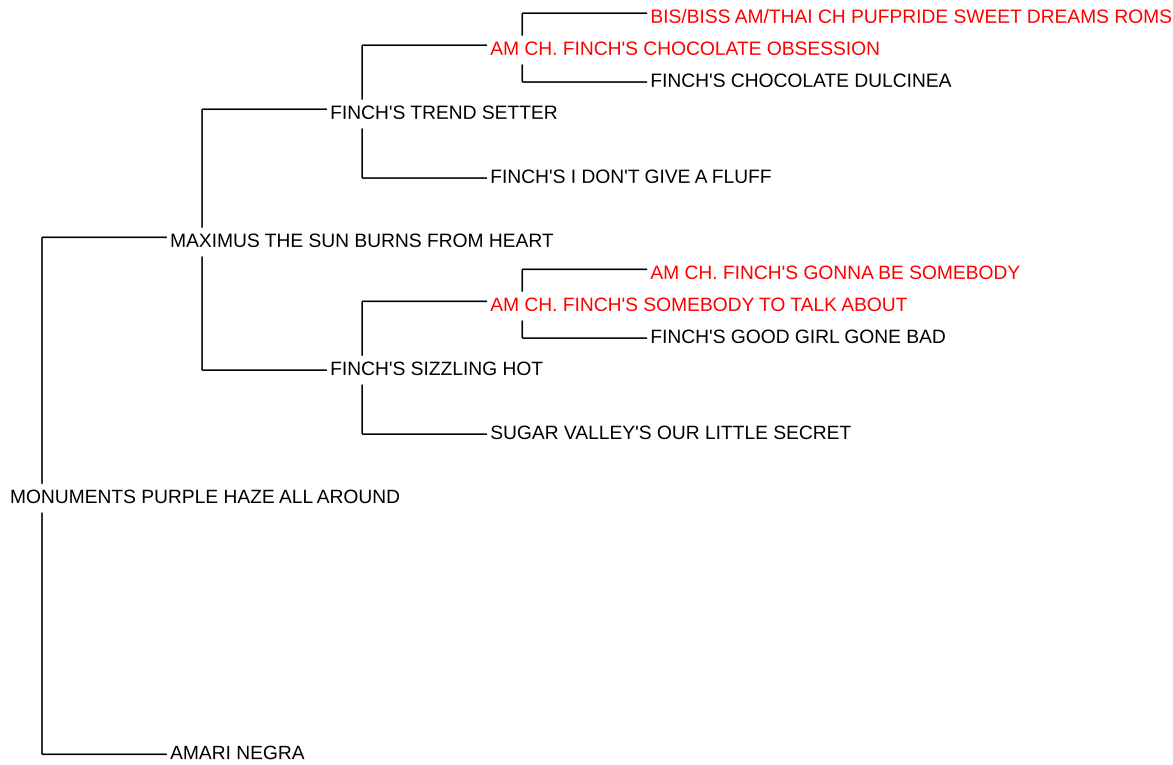 BIS/BISS AM/THAI CH PUFPRIDE SWEET DREAMS ROMS
AM CH. FINCH'S CHOCOLATE OBSESSION
FINCH'S CHOCOLATE DULCINEA
FINCH'S TREND SETTER
FINCH'S I DON'T GIVE A FLUFF
MAXIMUS THE SUN BURNS FROM HEART
AM CH. FINCH'S GONNA BE SOMEBODY
AM CH. FINCH'S SOMEBODY TO TALK ABOUT
FINCH'S GOOD GIRL GONE BAD
FINCH'S SIZZLING HOT
SUGAR VALLEY'S OUR LITTLE SECRET
MONUMENTS PURPLE HAZE ALL AROUND
AMARI NEGRA